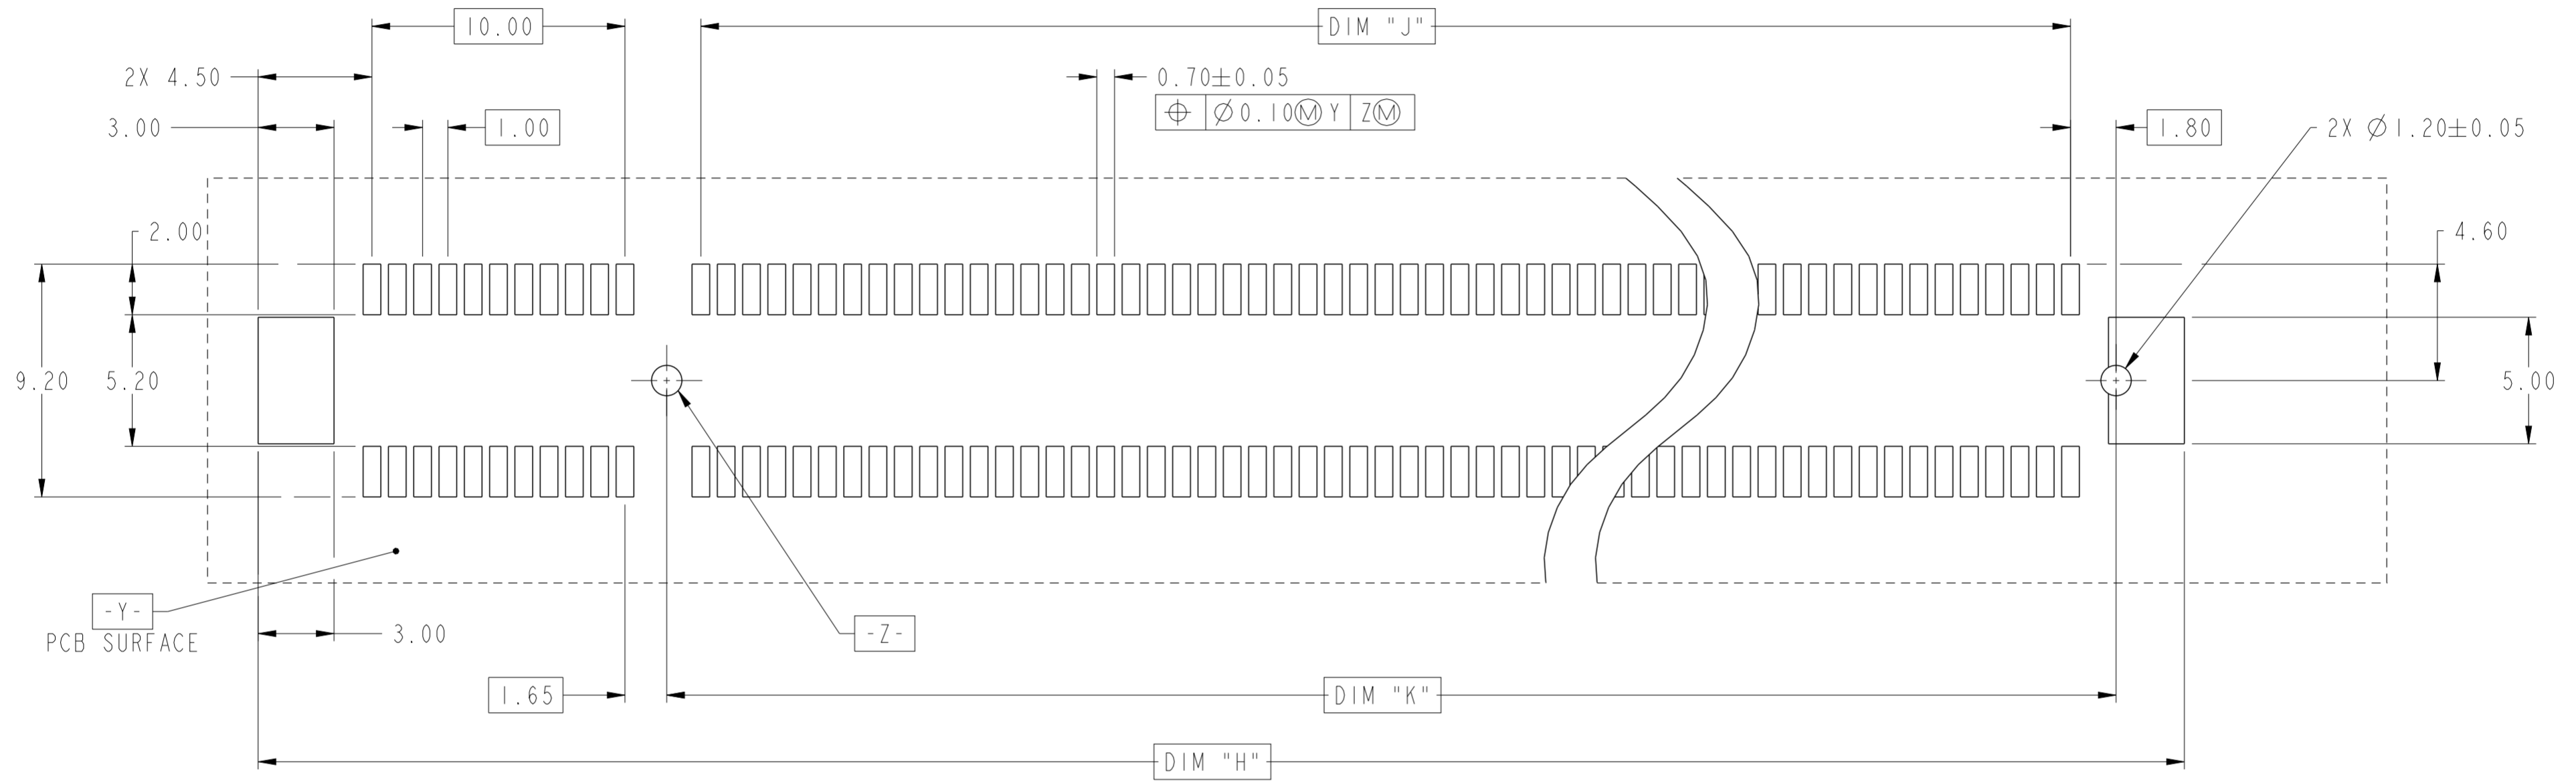 10.00
DIM "J"
2X 4.50
0.70±0.05
3.00
1.00
⌖ ⌀0.10Ⓜ Y ZⓂ
1.80
2X ⌀1.20±0.05
2.00
4.60
9.20
5.20
5.00
-Y-
PCB SURFACE
3.00
-Z-
1.65
DIM "K"
DIM "H"